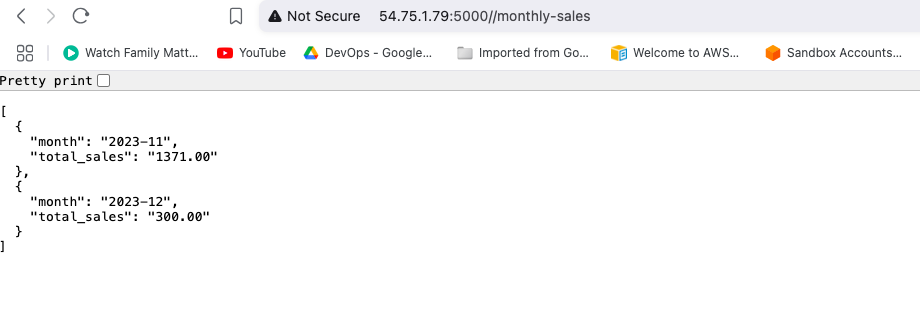 Not Secure 54.75.1.79:5000//monthly-sales
Watch Family Matt... YouTube DevOps - Google... Imported from Go... Welcome to AWS... Sandbox Accounts...
Pretty print
[
  {
    "month": "2023-11",
    "total_sales": "1371.00"
  },
  {
    "month": "2023-12",
    "total_sales": "300.00"
  }
]